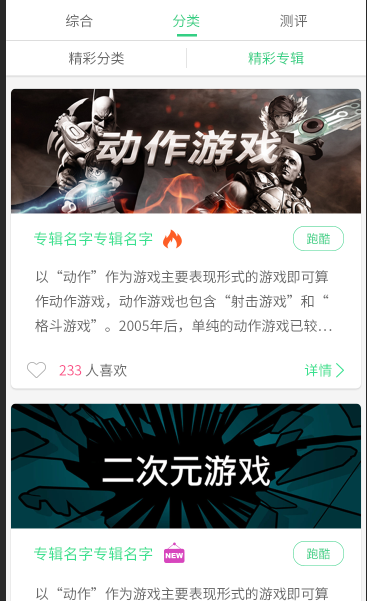 综合 分类 测评
精彩分类 精彩专辑
动作游戏
专辑名字专辑名字 跑酷
以“动作”作为游戏主要表现形式的游戏即可算
作动作游戏，动作游戏也包含“射击游戏”和“
格斗游戏”。2005年后，单纯的动作游戏已较…
233 人喜欢 详情
二次元游戏
专辑名字专辑名字 NEW 跑酷
以“动作”作为游戏主要表现形式的游戏即可算